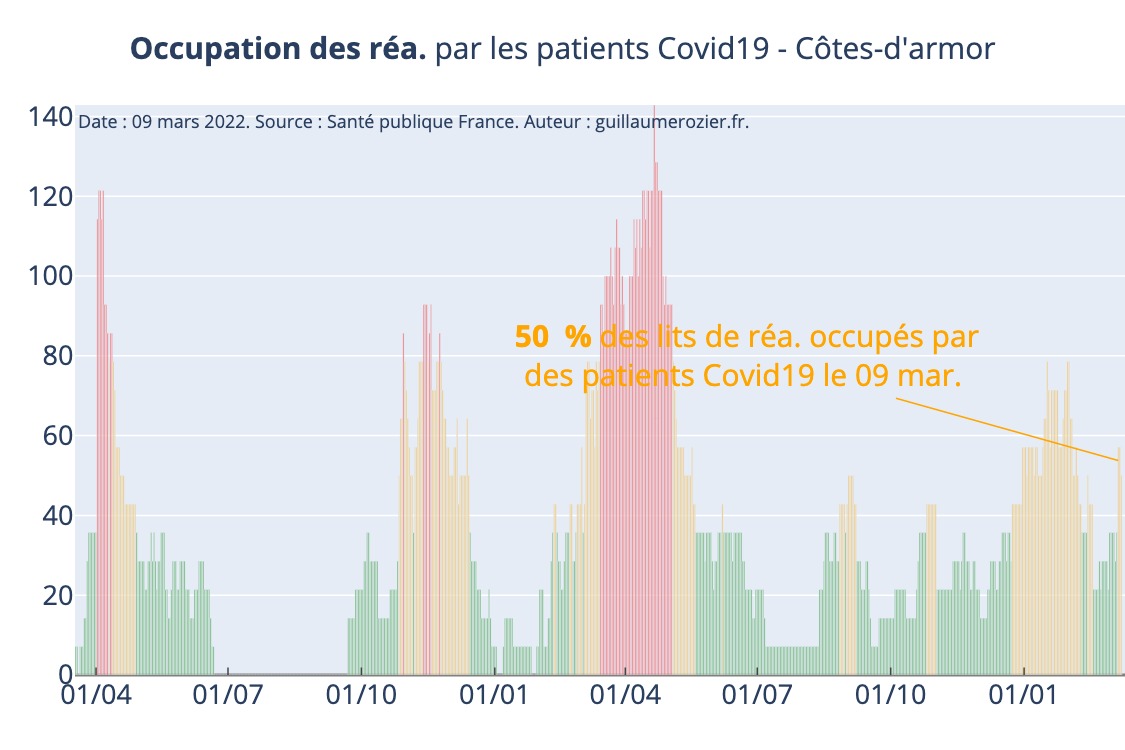 Occupation des réa. par les patients Covid19 - Côtes-d'armor
140
Date : 09 mars 2022. Source : Santé publique France. Auteur : guillaumerozier.fr.
120
100
80
60
40
20
0
50  % des lits de réa. occupés par
des patients Covid19 le 09 mar.
01/04 01/07 01/10 01/01 01/04 01/07 01/10 01/01